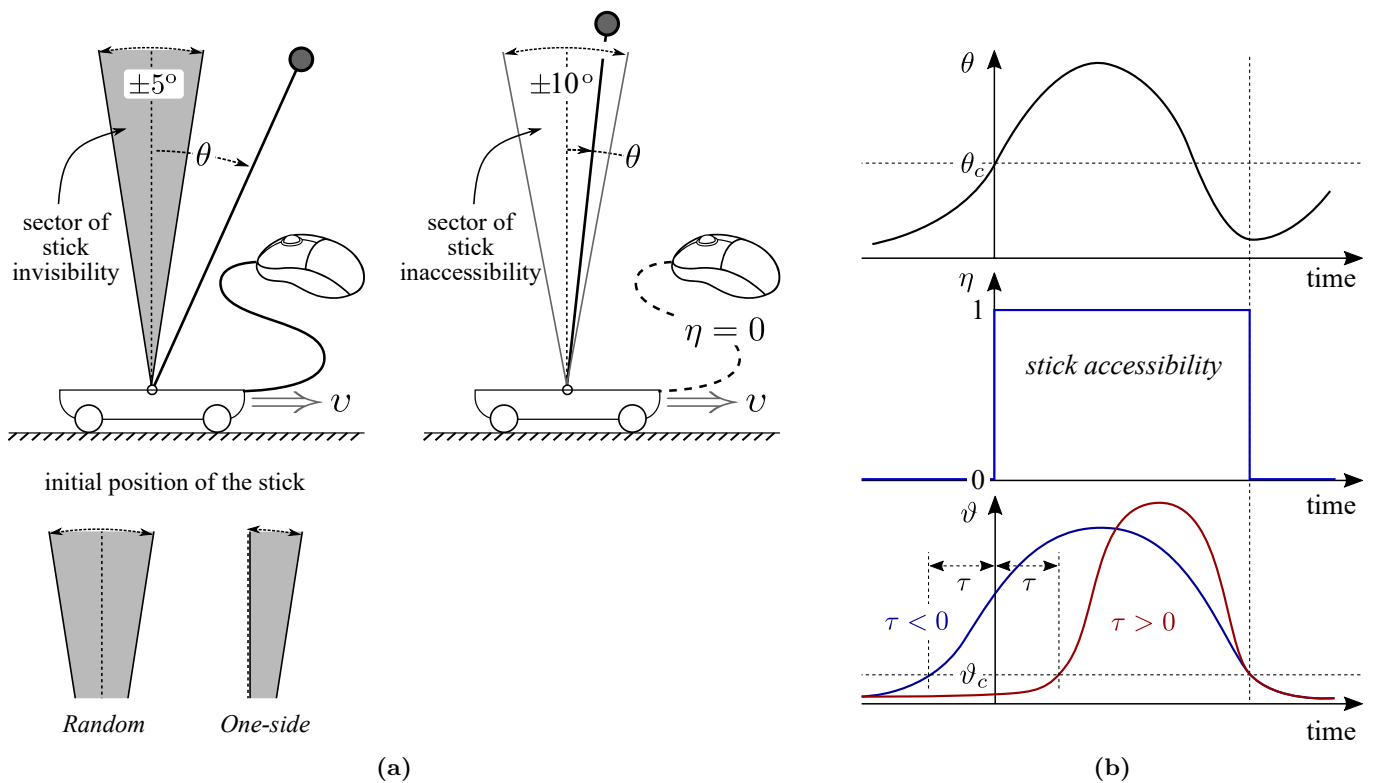 ±5°
θ
sector of
stick
invisibility
υ
±10°
θ
sector of
stick
inaccessibility
η = 0
υ
initial position of the stick
Random
One-side
(a)
θ
θc
time
η
1
stick accessibility
0
time
ϑ
τ
τ
τ < 0
τ > 0
ϑc
time
(b)